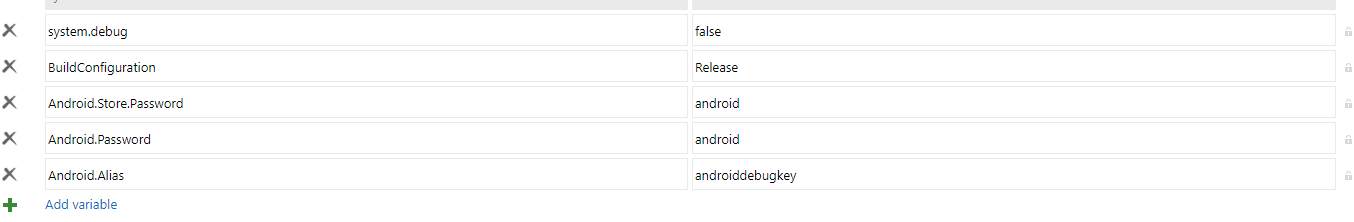 system.debug false
BuildConfiguration Release
Android.Store.Password android
Android.Password android
Android.Alias androiddebugkey
Add variable